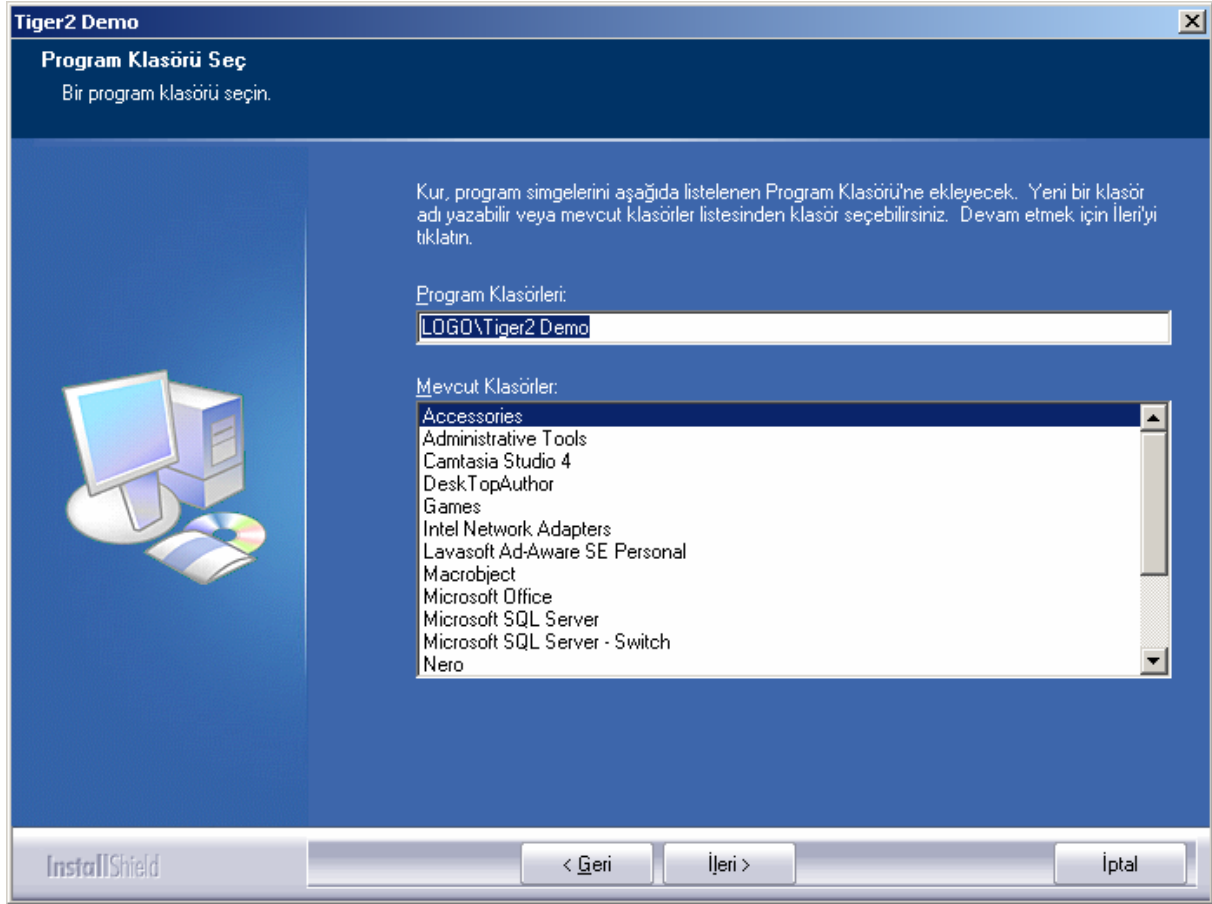 Tiger2 Demo
Program Klasörü Seç
Bir program klasörü seçin.
Kur, program simgelerini aşağıda listelenen Program Klasörü'ne ekleyecek. Yeni bir klasör
adı yazabilir veya mevcut klasörler listesinden klasör seçebilirsiniz. Devam etmek için İleri'yi
tıklatın.
Program Klasörleri:
LOGO\Tiger2 Demo
Mevcut Klasörler:
Accessories
Administrative Tools
Camtasia Studio 4
DeskTopAuthor
Games
Intel Network Adapters
Lavasoft Ad-Aware SE Personal
Macrobject
Microsoft Office
Microsoft SQL Server
Microsoft SQL Server - Switch
Nero
InstallShield
< Geri
İleri >
İptal